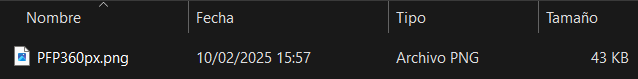 Nombre Fecha Tipo Tamaño
PFP360px.png 10/02/2025 15:57 Archivo PNG 43 KB